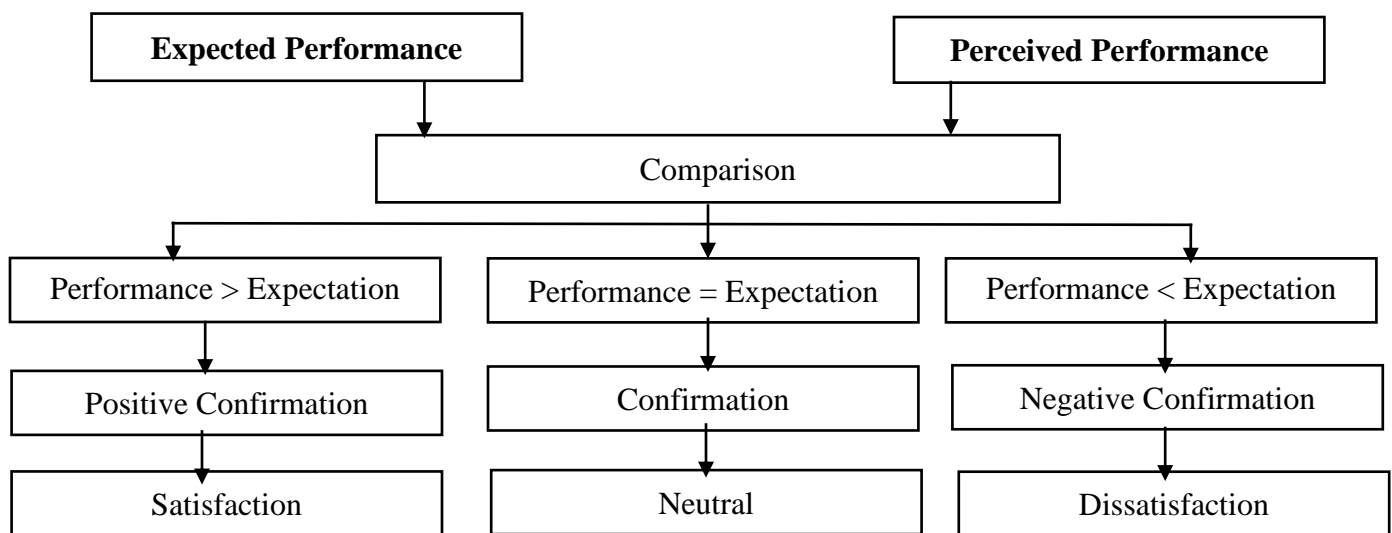 Expected Performance
Perceived Performance
Comparison
Performance > Expectation
Performance = Expectation
Performance < Expectation
Positive Confirmation
Confirmation
Negative Confirmation
Satisfaction
Neutral
Dissatisfaction